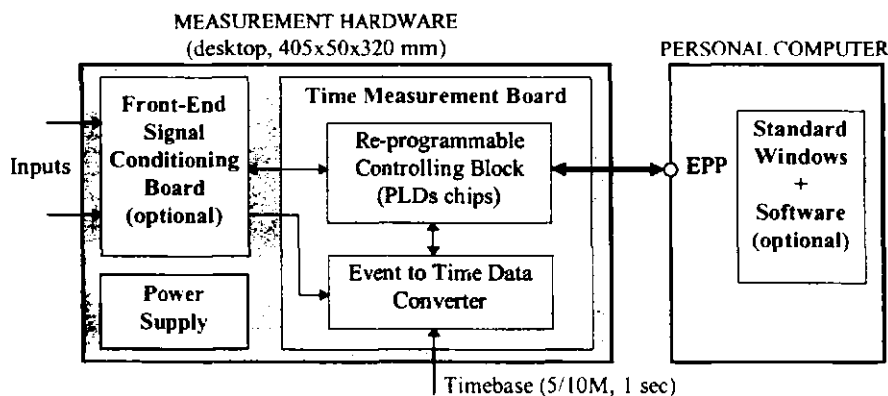 MEASUREMENT HARDWARE
(desktop, 405x50x320 mm)
PERSONAL COMPUTER
Front-End
Signal
Conditioning
Board
(optional)
Inputs
Power
Supply
Time Measurement Board
Re-programmable
Controlling Block
(PLDs chips)
Event to Time Data
Converter
EPP
Standard
Windows
+
Software
(optional)
Timebase (5/10M, 1 sec)